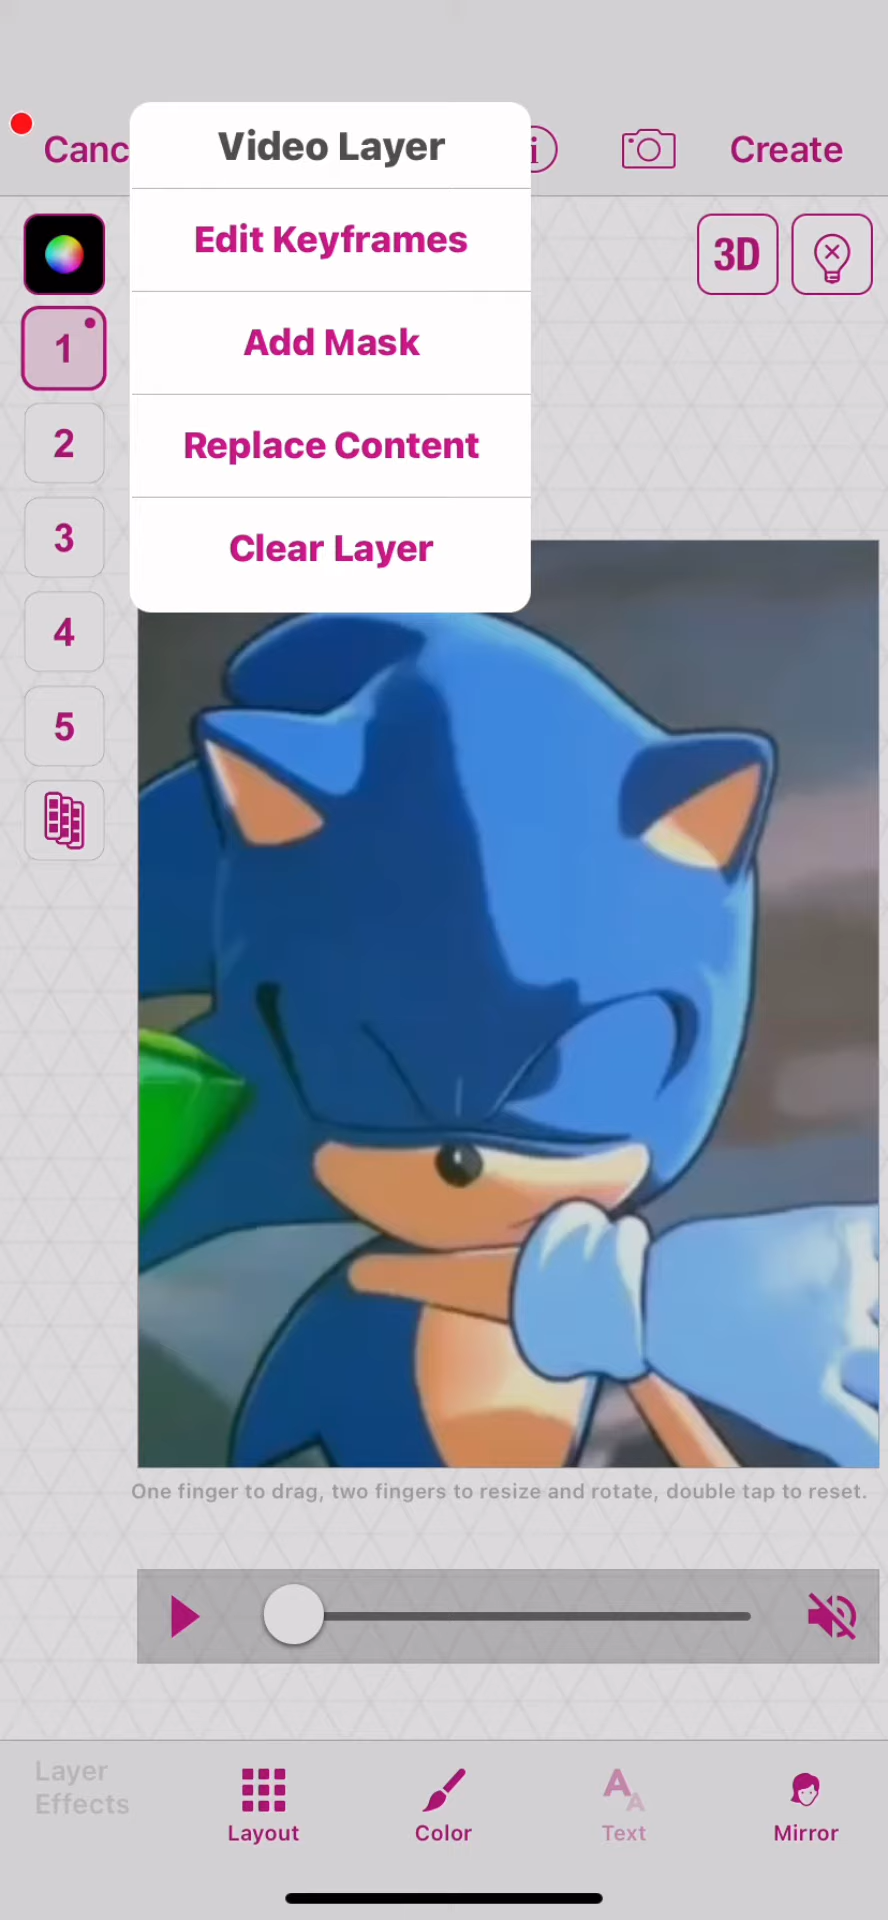 Video Layer
Canc
i
Create
Edit Keyframes
3D
Add Mask
1
2
Replace Content
3
Clear Layer
4
5
One finger to drag, two fingers to resize and rotate, double tap to reset.
Layer
Effects
Layout
Color
AA
Text
Mirror